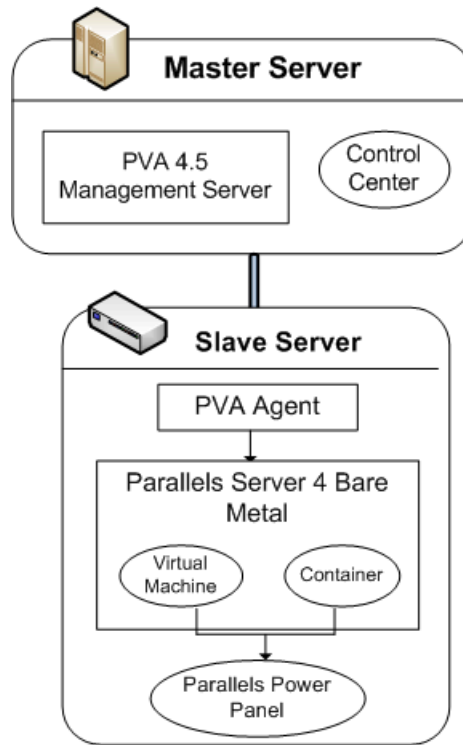 Master Server
PVA 4.5
Management Server
Control
Center
Slave Server
PVA Agent
Parallels Server 4 Bare
Metal
Virtual
Machine
Container
Parallels Power
Panel